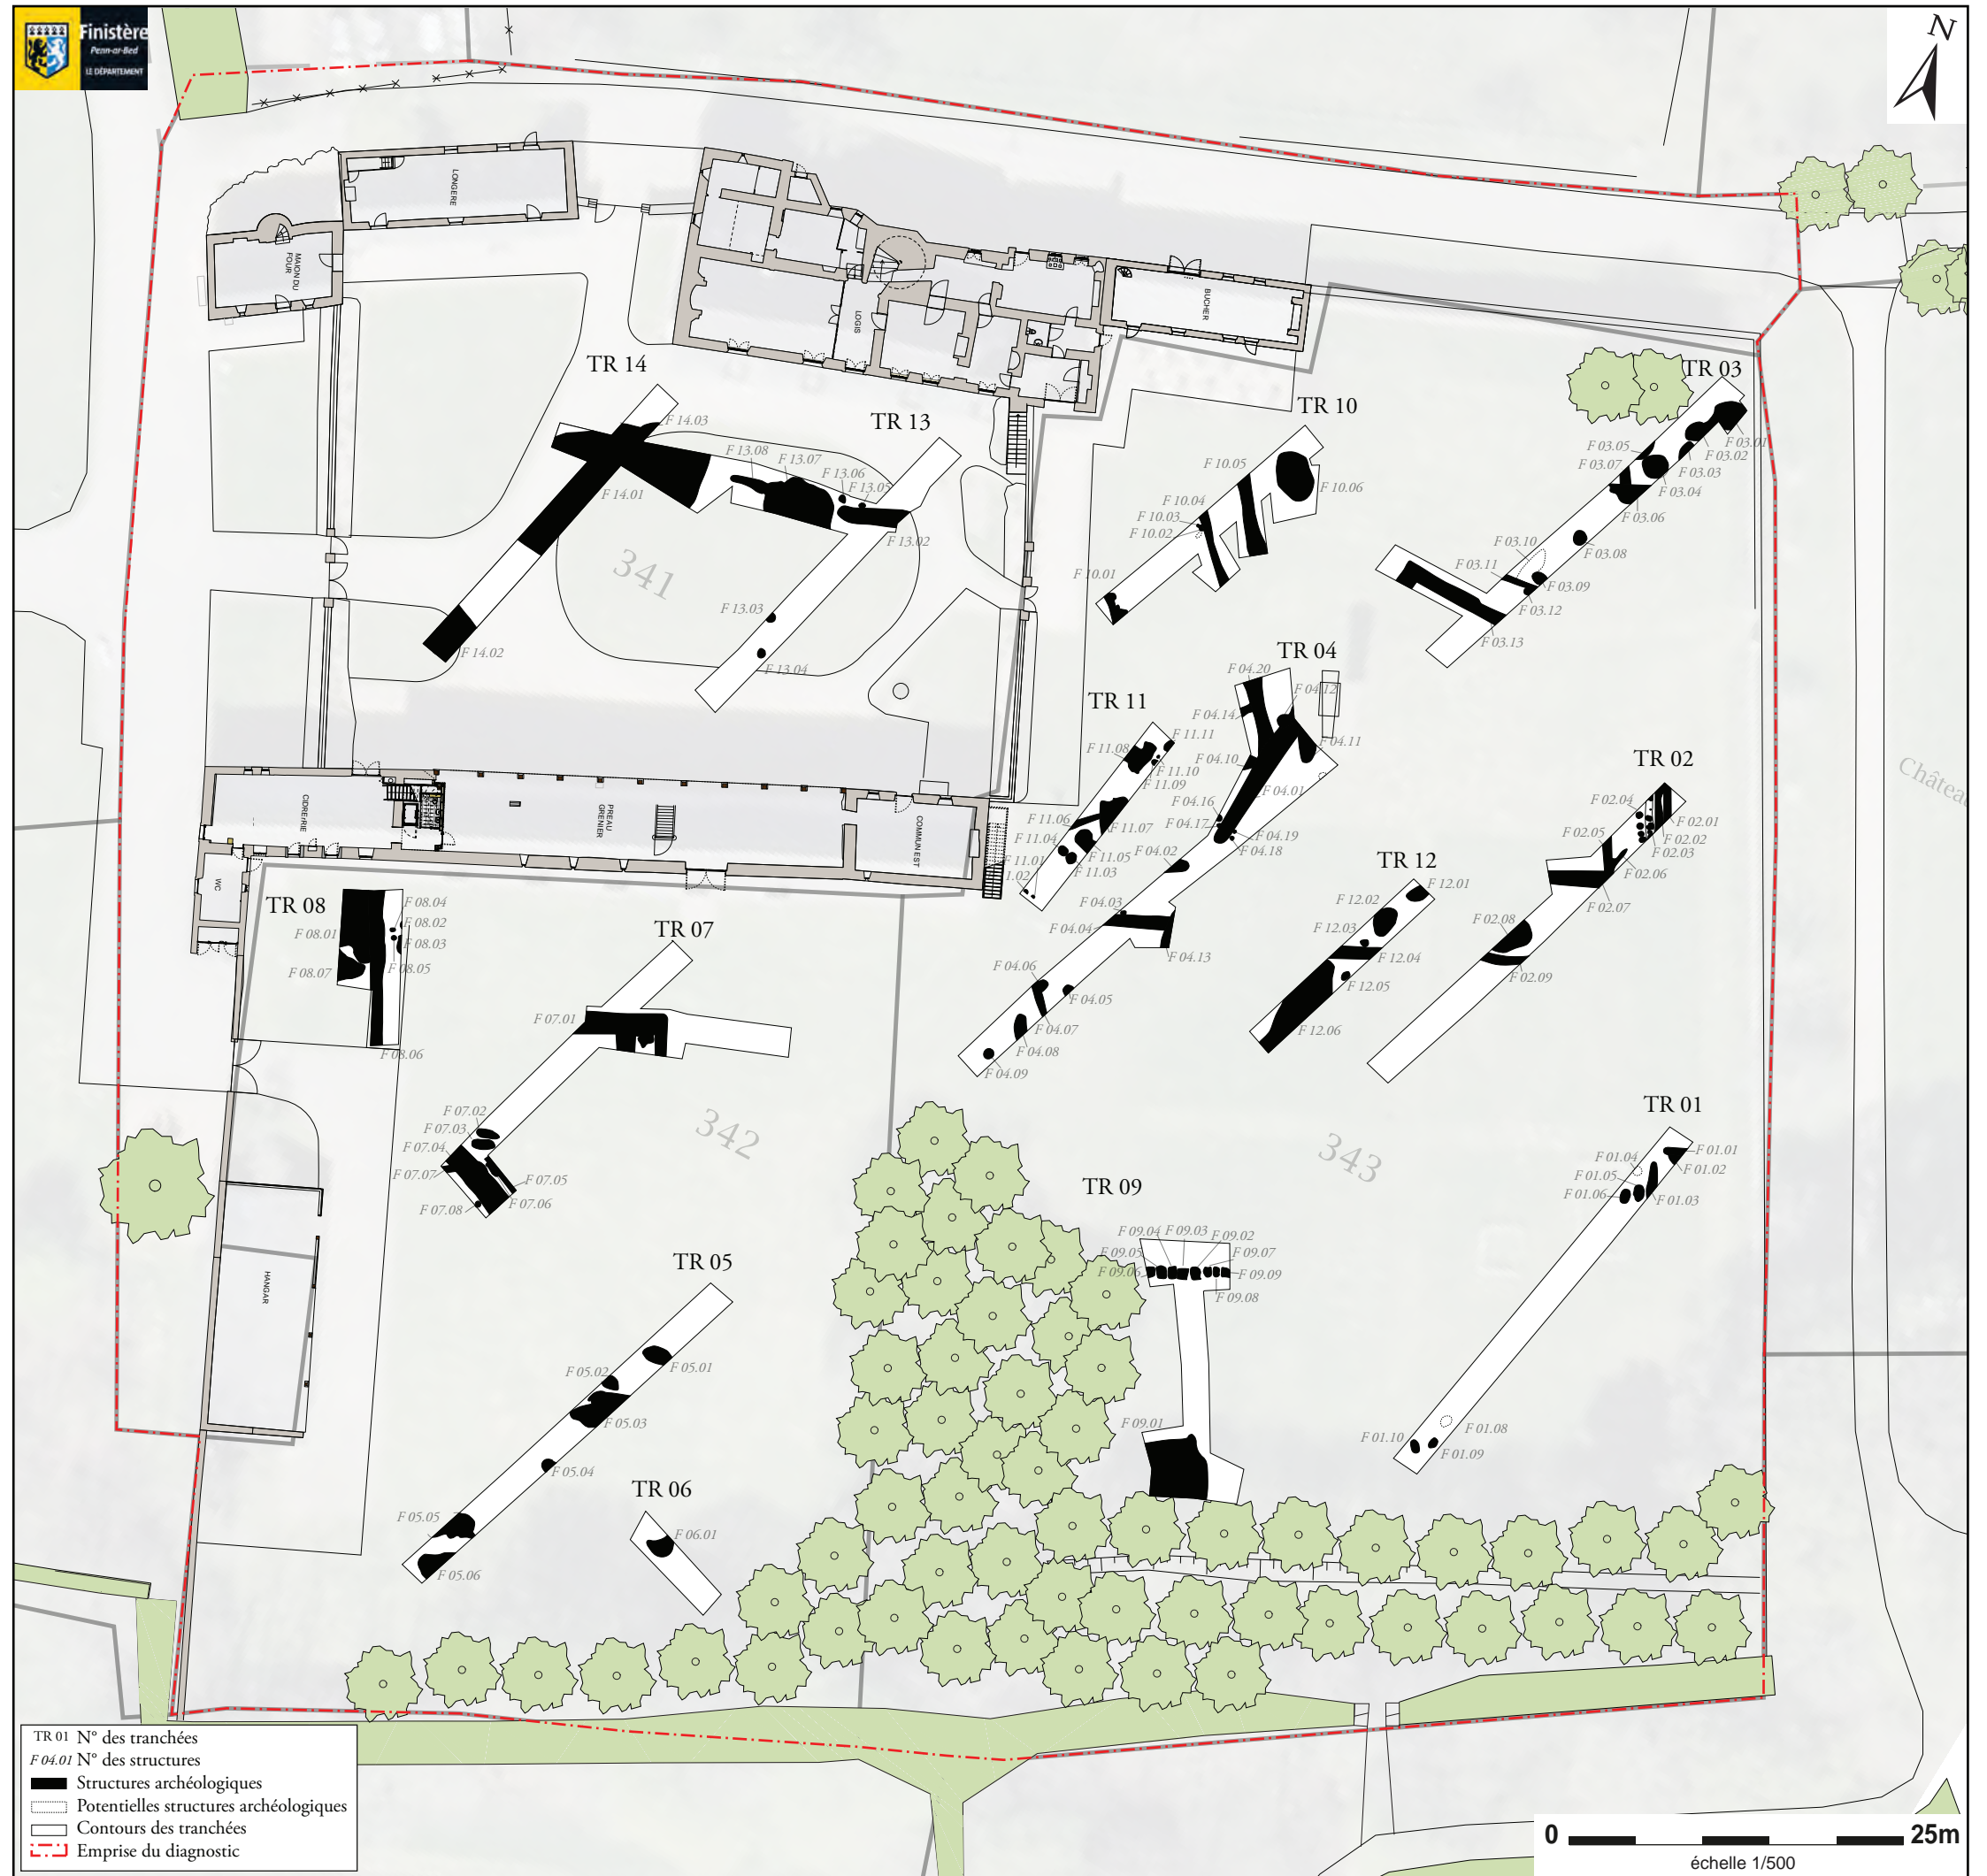 Finistère
Penn-ar-Bed
LE DÉPARTEMENT
N
LONGERE
MAION DU
FOUR
LOGIS
BUCHER
TR 14
F 14.03
F 14.01
F 14.02
TR 13
F 13.08
F 13.07
F 13.06
F 13.05
F 13.02
F 13.03
F 13.04
341
TR 10
F 10.05
F 10.06
F 10.04
F 10.03
F 10.02
F 10.01
TR 03
F 03.01
F 03.02
F 03.03
F 03.05
F 03.07
F 03.04
F 03.06
F 03.08
F 03.10
F 03.11
F 03.09
F 03.12
F 03.13
TR 04
F 04.20
F 04.12
F 04.14
F 04.11
F 04.10
F 04.01
F 04.16
F 04.17
F 04.19
F 04.18
F 04.02
F 04.03
F 04.04
F 04.13
F 04.06
F 04.05
F 04.07
F 04.08
F 04.09
TR 11
F 11.11
F 11.08
F 11.10
F 11.09
F 11.06
F 11.07
F 11.04
F 11.05
F 11.01
F 11.03
1.02
TR 02
F 02.04
F 02.01
F 02.02
F 02.03
F 02.05
F 02.06
F 02.07
F 02.08
F 02.09
Châtea
TR 12
F 12.01
F 12.02
F 12.03
F 12.04
F 12.05
F 12.06
CIDRERIE
PREAU
GRENIER
COMMUN EST
WC
TR 08
F 08.04
F 08.02
F 08.01
F 08.03
F 08.07
F 08.05
F 08.06
TR 07
F 07.01
F 07.02
F 07.03
F 07.04
F 07.07
F 07.05
F 07.06
F 07.08
342
343
TR 01
F 01.01
F 01.04
F 01.02
F 01.05
F 01.06
F 01.03
F 01.08
F 01.10
F 01.09
TR 09
F 09.04
F 09.03
F 09.02
F 09.05
F 09.07
F 09.06
F 09.09
F 09.08
F 09.01
HANGAR
TR 05
F 05.02
F 05.01
F 05.03
F 05.04
F 05.05
F 05.06
TR 06
F 06.01
TR 01 N° des tranchées
F 04.01 N° des structures
Structures archéologiques
Potentielles structures archéologiques
Contours des tranchées
Emprise du diagnostic
0 25m
échelle 1/500